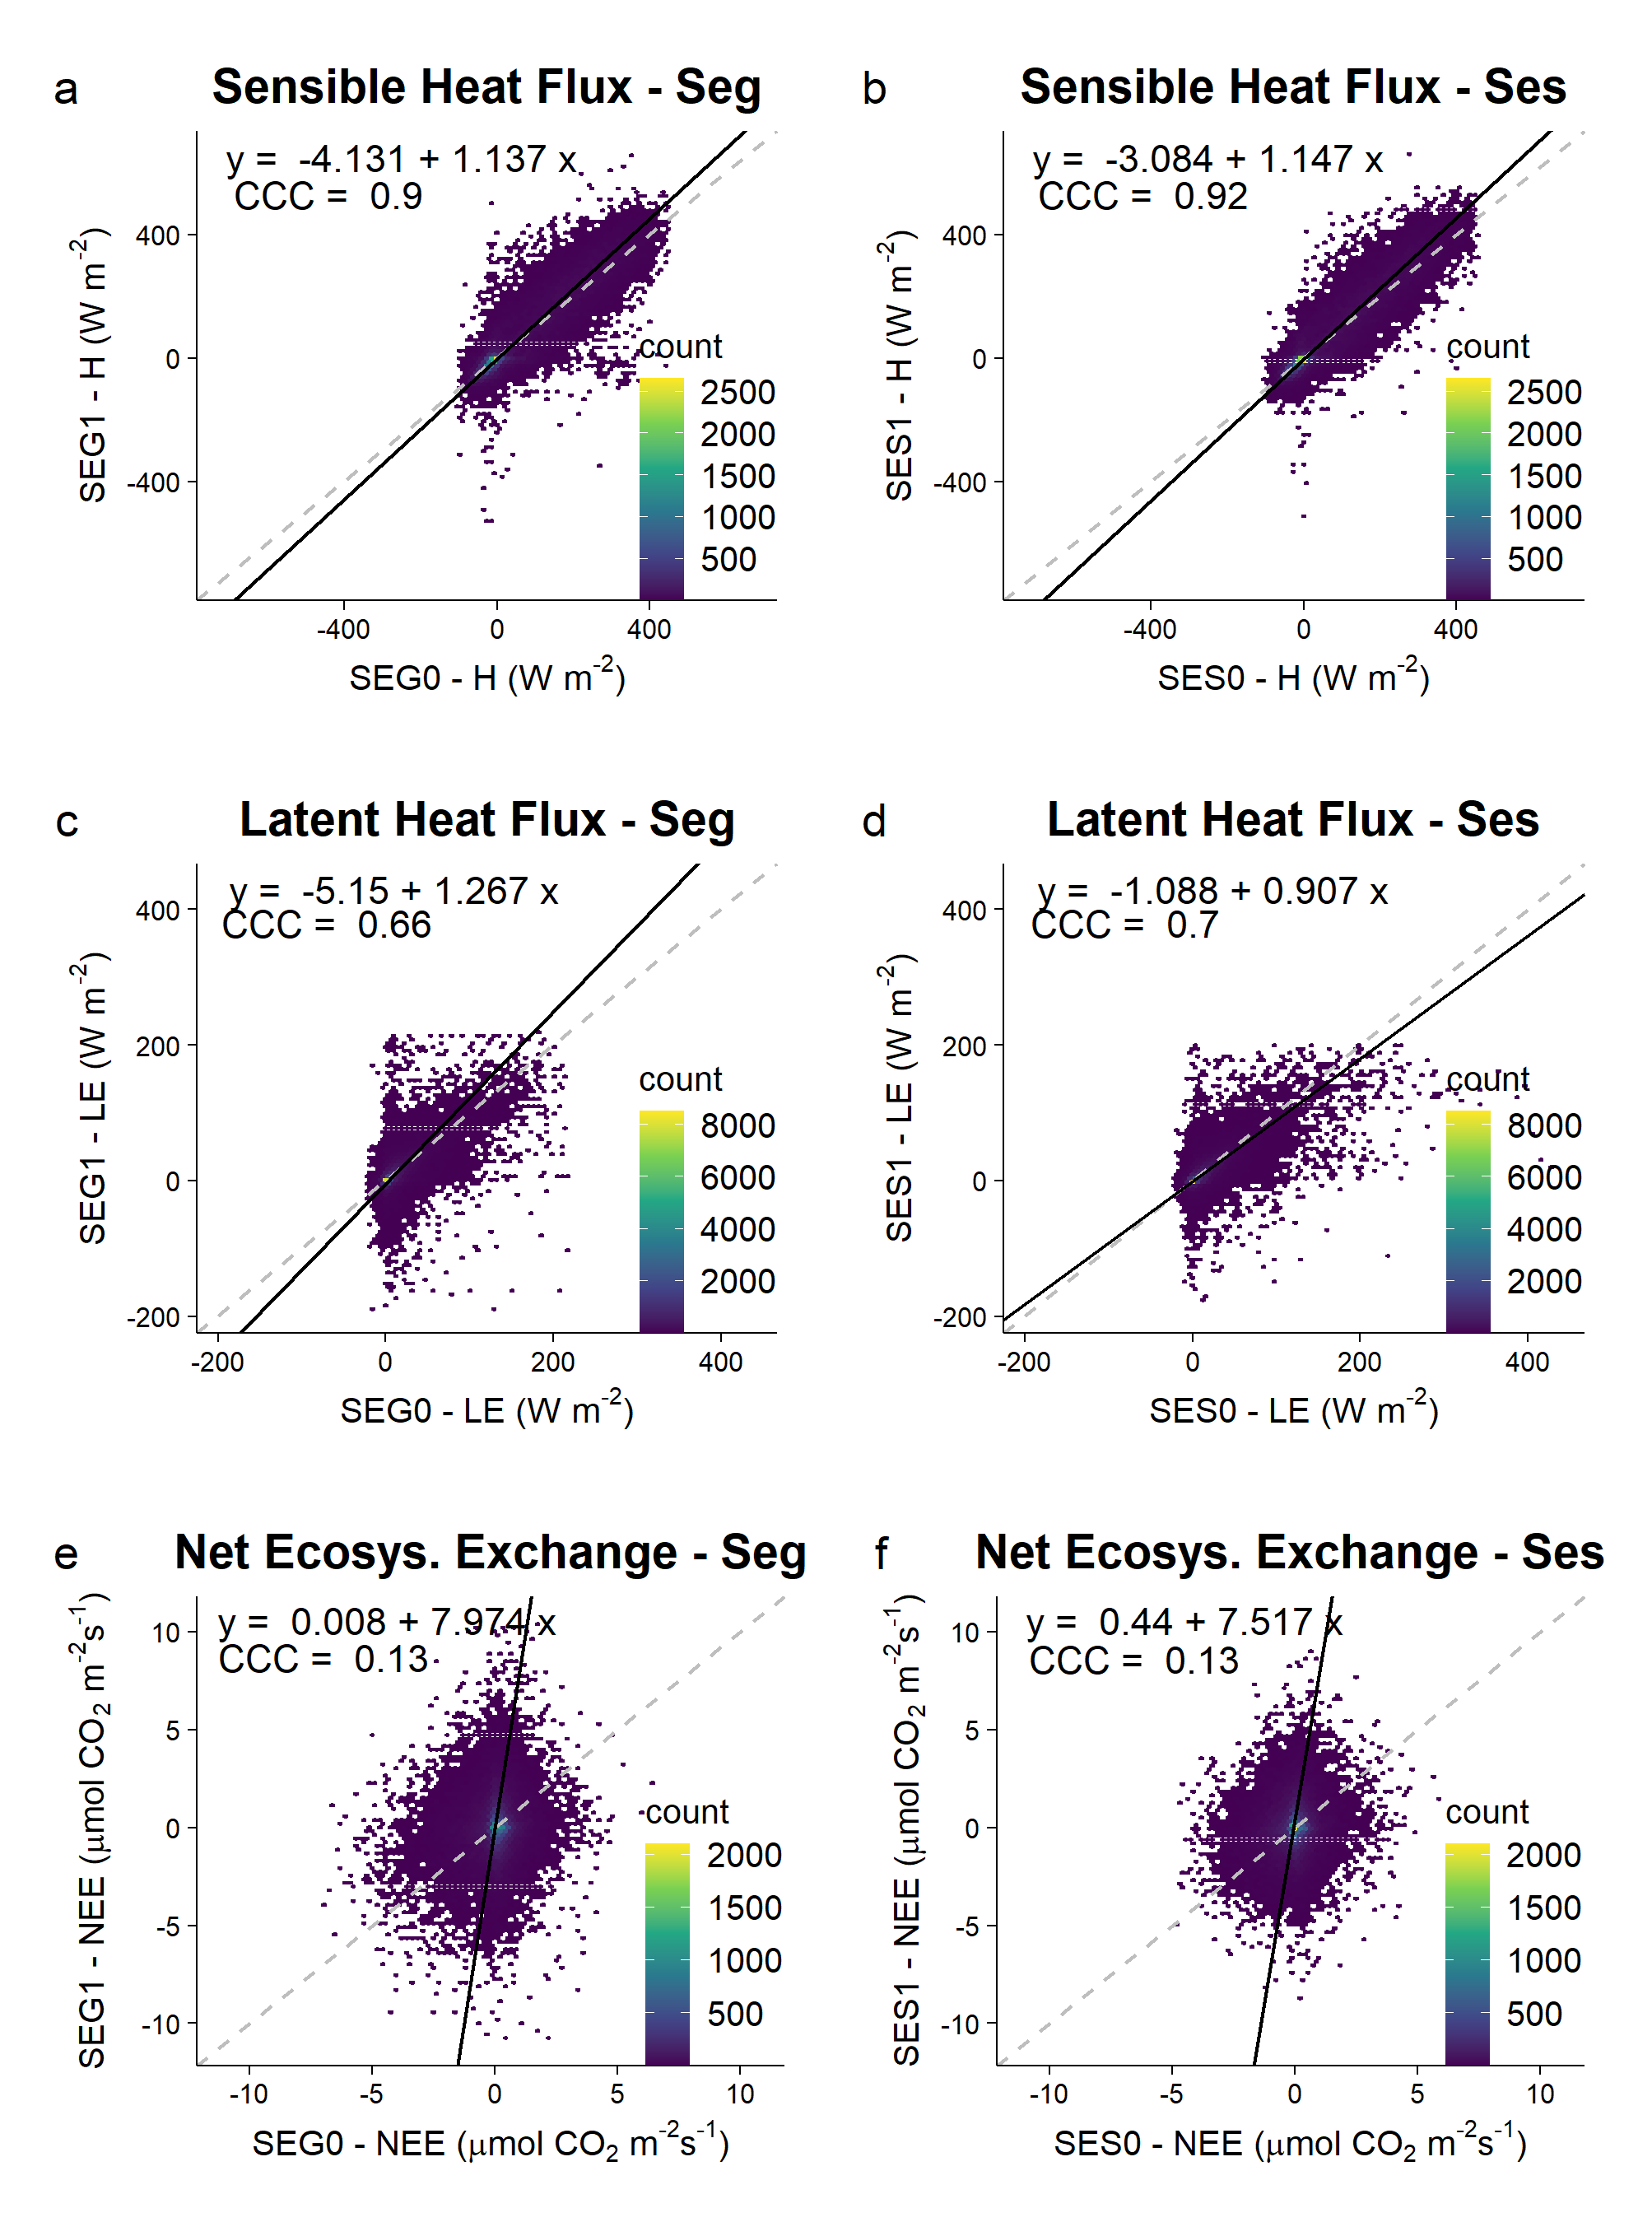 a
Sensible Heat Flux - Seg
y = -4.131 + 1.137 x
CCC = 0.9
SEG1 - H (W m-2)
400
0
-400
count
2500
2000
1500
1000
500
-400 0 400
SEG0 - H (W m-2)
b
Sensible Heat Flux - Ses
y = -3.084 + 1.147 x
CCC = 0.92
SES1 - H (W m-2)
400
0
-400
count
2500
2000
1500
1000
500
-400 0 400
SES0 - H (W m-2)
c
Latent Heat Flux - Seg
y = -5.15 + 1.267 x
CCC = 0.66
SEG1 - LE (W m-2)
400
200
0
-200
count
8000
6000
4000
2000
-200 0 200 400
SEG0 - LE (W m-2)
d
Latent Heat Flux - Ses
y = -1.088 + 0.907 x
CCC = 0.7
SES1 - LE (W m-2)
400
200
0
-200
count
8000
6000
4000
2000
-200 0 200 400
SES0 - LE (W m-2)
e
Net Ecosys. Exchange - Seg
y = 0.008 + 7.974 x
CCC = 0.13
SEG1 - NEE (μmol CO2 m-2s-1)
10
5
0
-5
-10
count
2000
1500
1000
500
-10 -5 0 5 10
SEG0 - NEE (μmol CO2 m-2s-1)
f
Net Ecosys. Exchange - Ses
y = 0.44 + 7.517 x
CCC = 0.13
SES1 - NEE (μmol CO2 m-2s-1)
10
5
0
-5
-10
count
2000
1500
1000
500
-10 -5 0 5 10
SES0 - NEE (μmol CO2 m-2s-1)